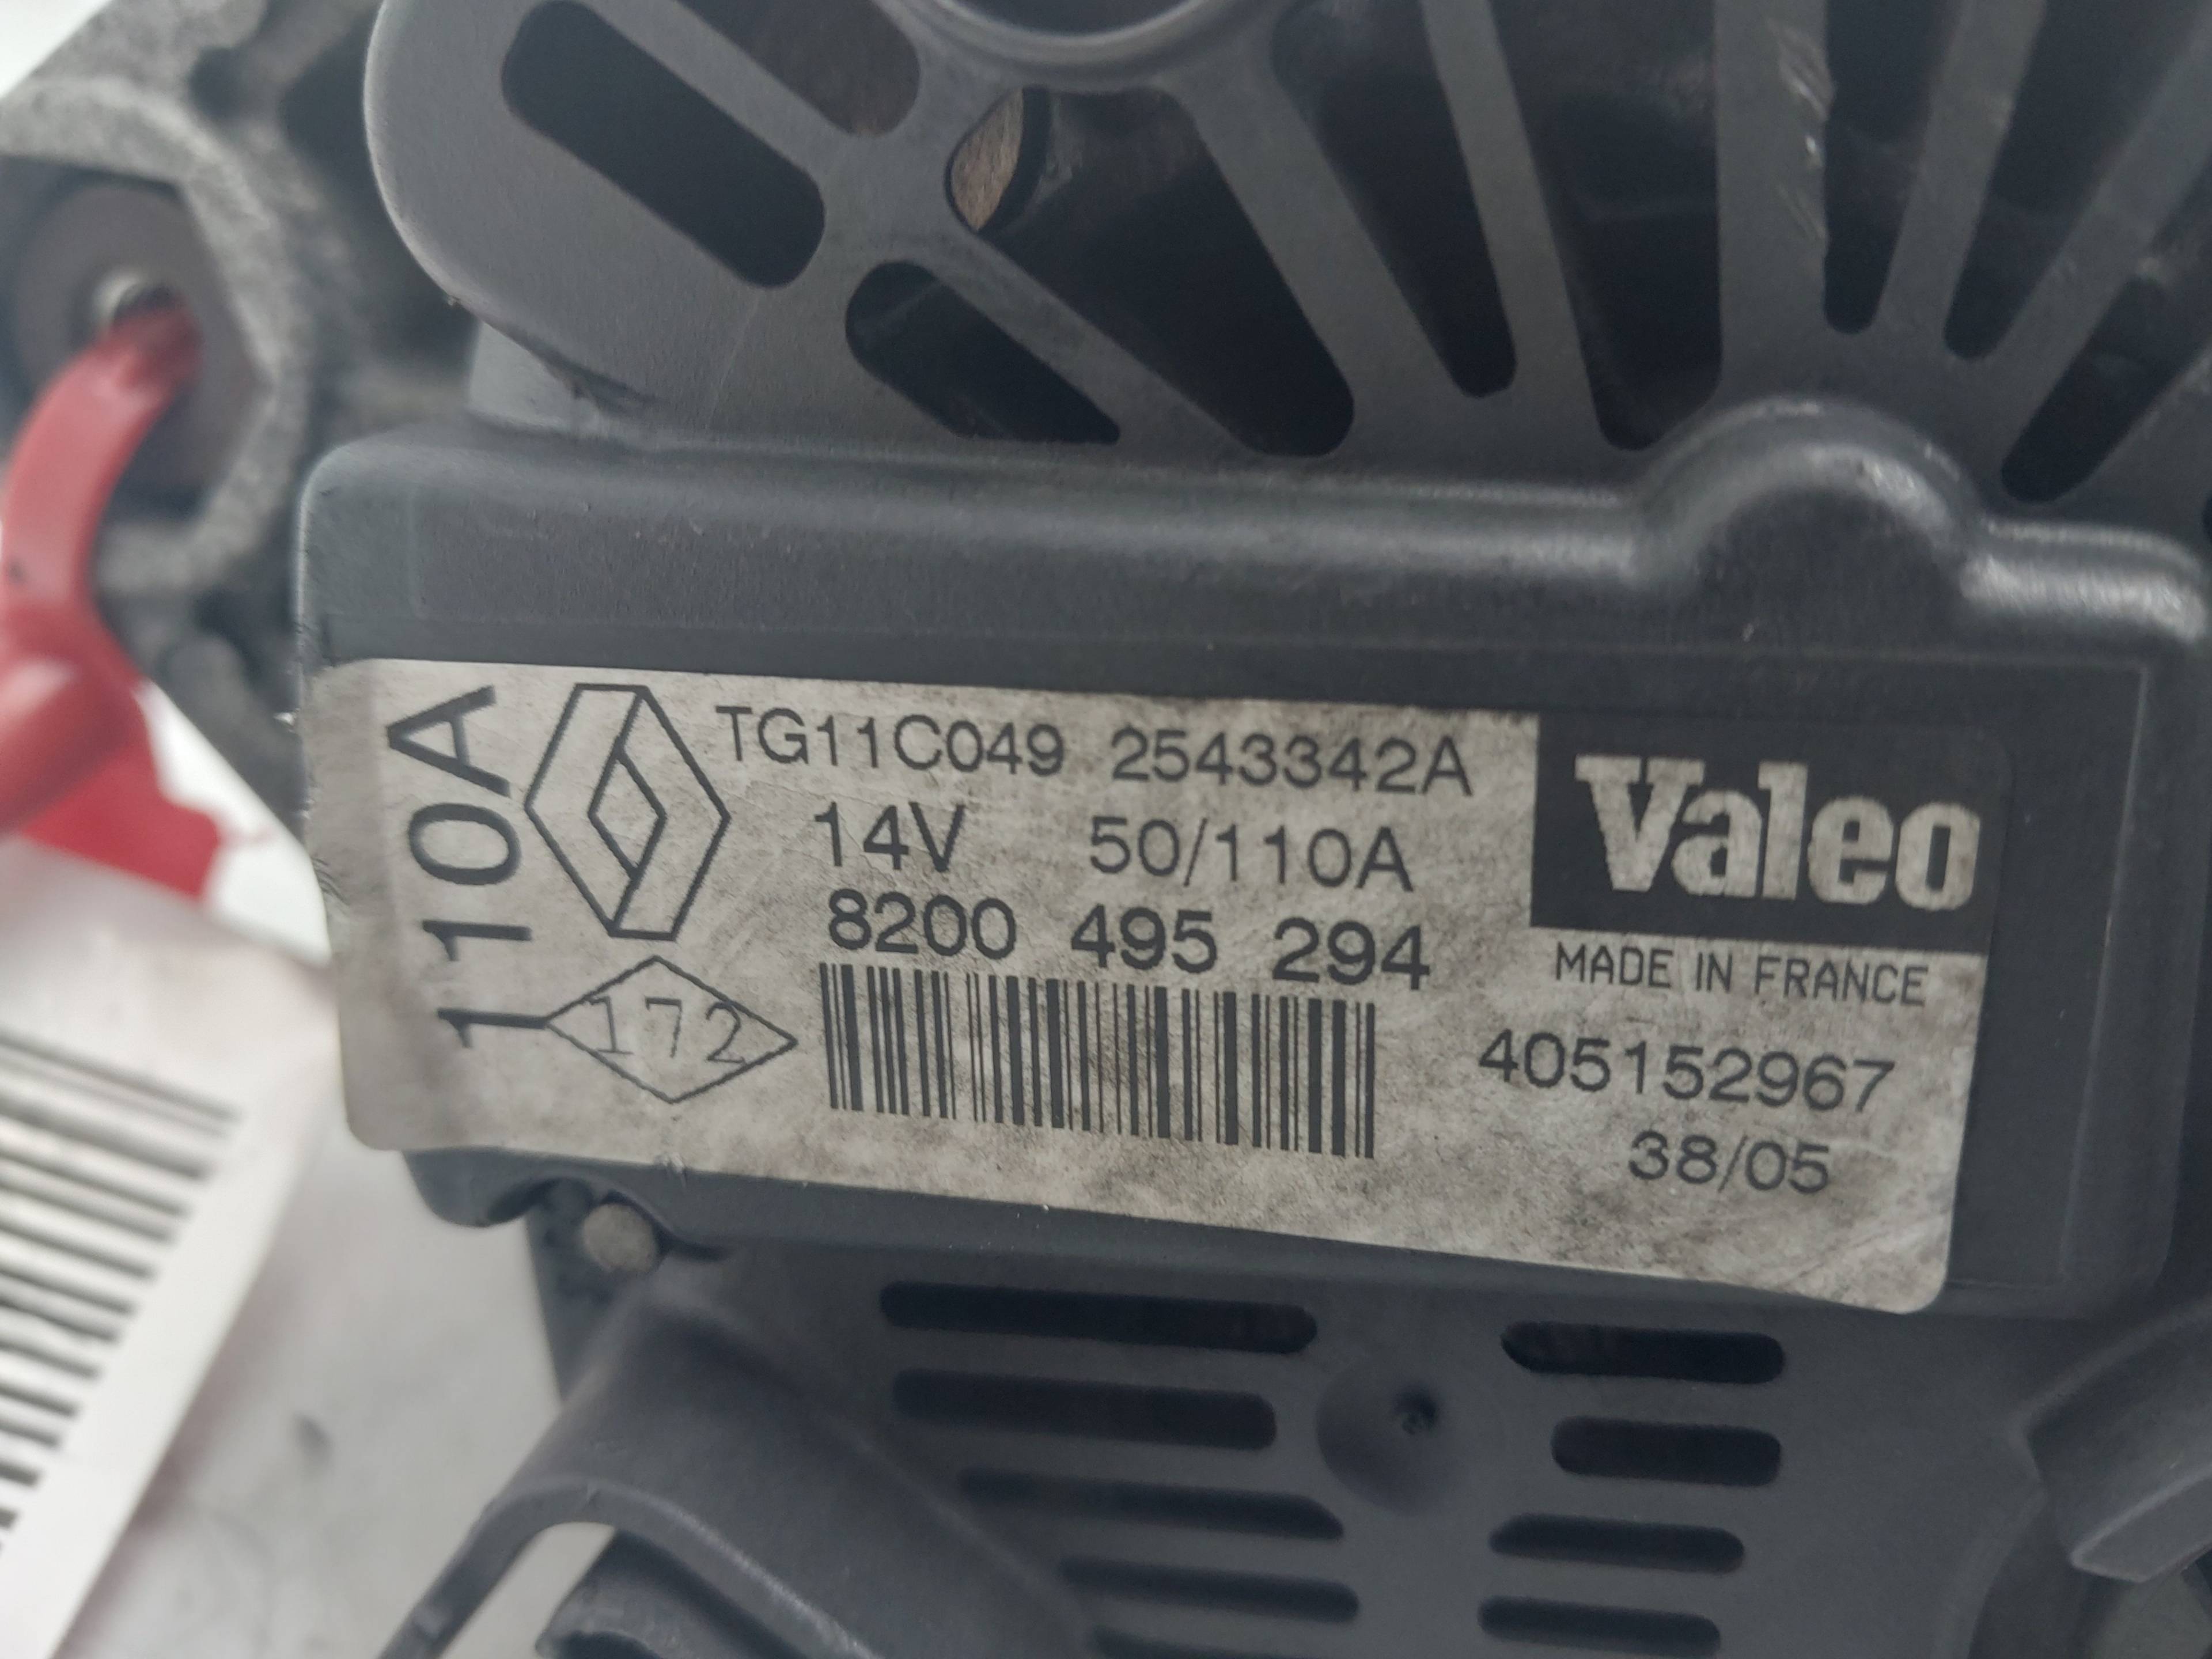 110A
TG11C049 2543342A
14V 50/110A
8200 495 294
172
Valeo
MADE IN FRANCE
405152967
38/05